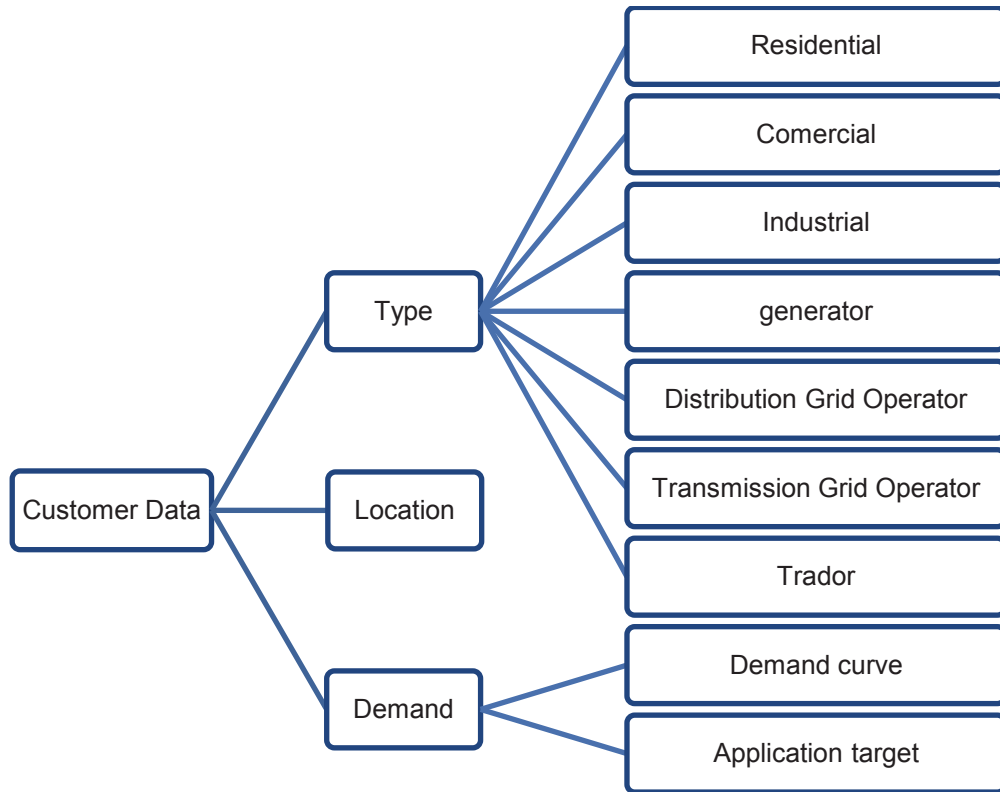 Residential
Comercial
Industrial
Type
generator
Distribution Grid Operator
Customer Data
Location
Transmission Grid Operator
Trador
Demand
Demand curve
Application target